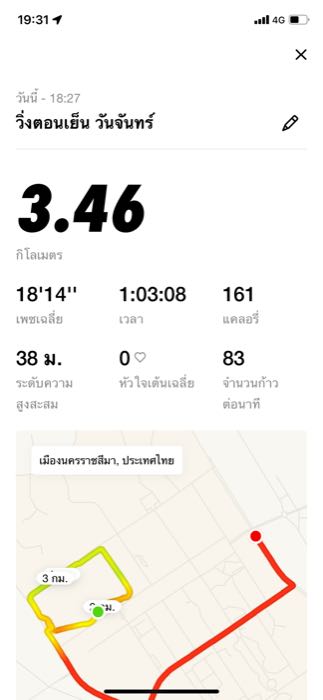 19:31
4G
วันนี้ - 18:27
วิ่งตอนเย็น วันจันทร์
3.46
กิโลเมตร
18'14" 1:03:08 161
เพซเฉลี่ย เวลา แคลอรี่
38 ม. 0 83
ระดับความสูงสะสม หัวใจเต้นเฉลี่ย จำนวนก้าวต่อนาที
เมืองนครราชสีมา, ประเทศไทย
3 กม.
กม.